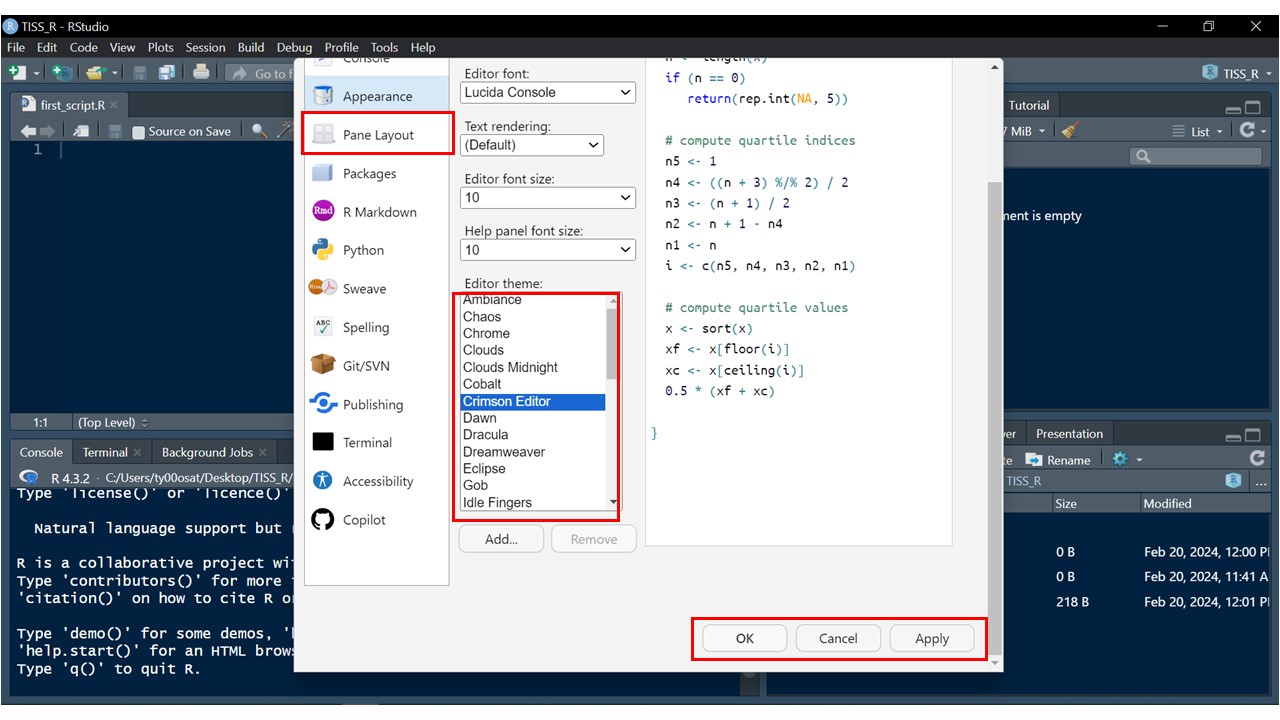 TISS_R - RStudio
File Edit Code View Plots Session Build Debug Profile Tools Help
Go to f
TISS_R
first_script.R
Source on Save
1
1:1 (Top Level)
Console Terminal Background Jobs
R 4.3.2 · C:/Users/ty00osat/Desktop/TISS_R/
Type 'license()' or 'licence()'
Natural language support but
R is a collaborative project wi
Type 'contributors()' for more
'citation()' on how to cite R o
Type 'demo()' for some demos, '
'help.start()' for an HTML brows
Type 'q()' to quit R.
Console
Appearance
Pane Layout
Packages
Rmd R Markdown
Python
Sweave
ABC Spelling
Git/SVN
Publishing
Terminal
Accessibility
Copilot
Editor font:
Lucida Console
Text rendering:
(Default)
Editor font size:
10
Help panel font size:
10
Editor theme:
Ambiance
Chaos
Chrome
Clouds
Clouds Midnight
Cobalt
Crimson Editor
Dawn
Dracula
Dreamweaver
Eclipse
Gob
Idle Fingers
Add... Remove
n <- length(x)
if (n == 0)
return(rep.int(NA, 5))
# compute quartile indices
n5 <- 1
n4 <- ((n + 3) %/% 2) / 2
n3 <- (n + 1) / 2
n2 <- n + 1 - n4
n1 <- n
i <- c(n5, n4, n3, n2, n1)
# compute quartile values
x <- sort(x)
xf <- x[floor(i)]
xc <- x[ceiling(i)]
0.5 * (xf + xc)
}
OK Cancel Apply
Tutorial
MiB List
ment is empty
er Presentation
te Rename
TISS_R ...
Size Modified
0 B Feb 20, 2024, 12:00 P
0 B Feb 20, 2024, 11:41 A
218 B Feb 20, 2024, 12:01 P